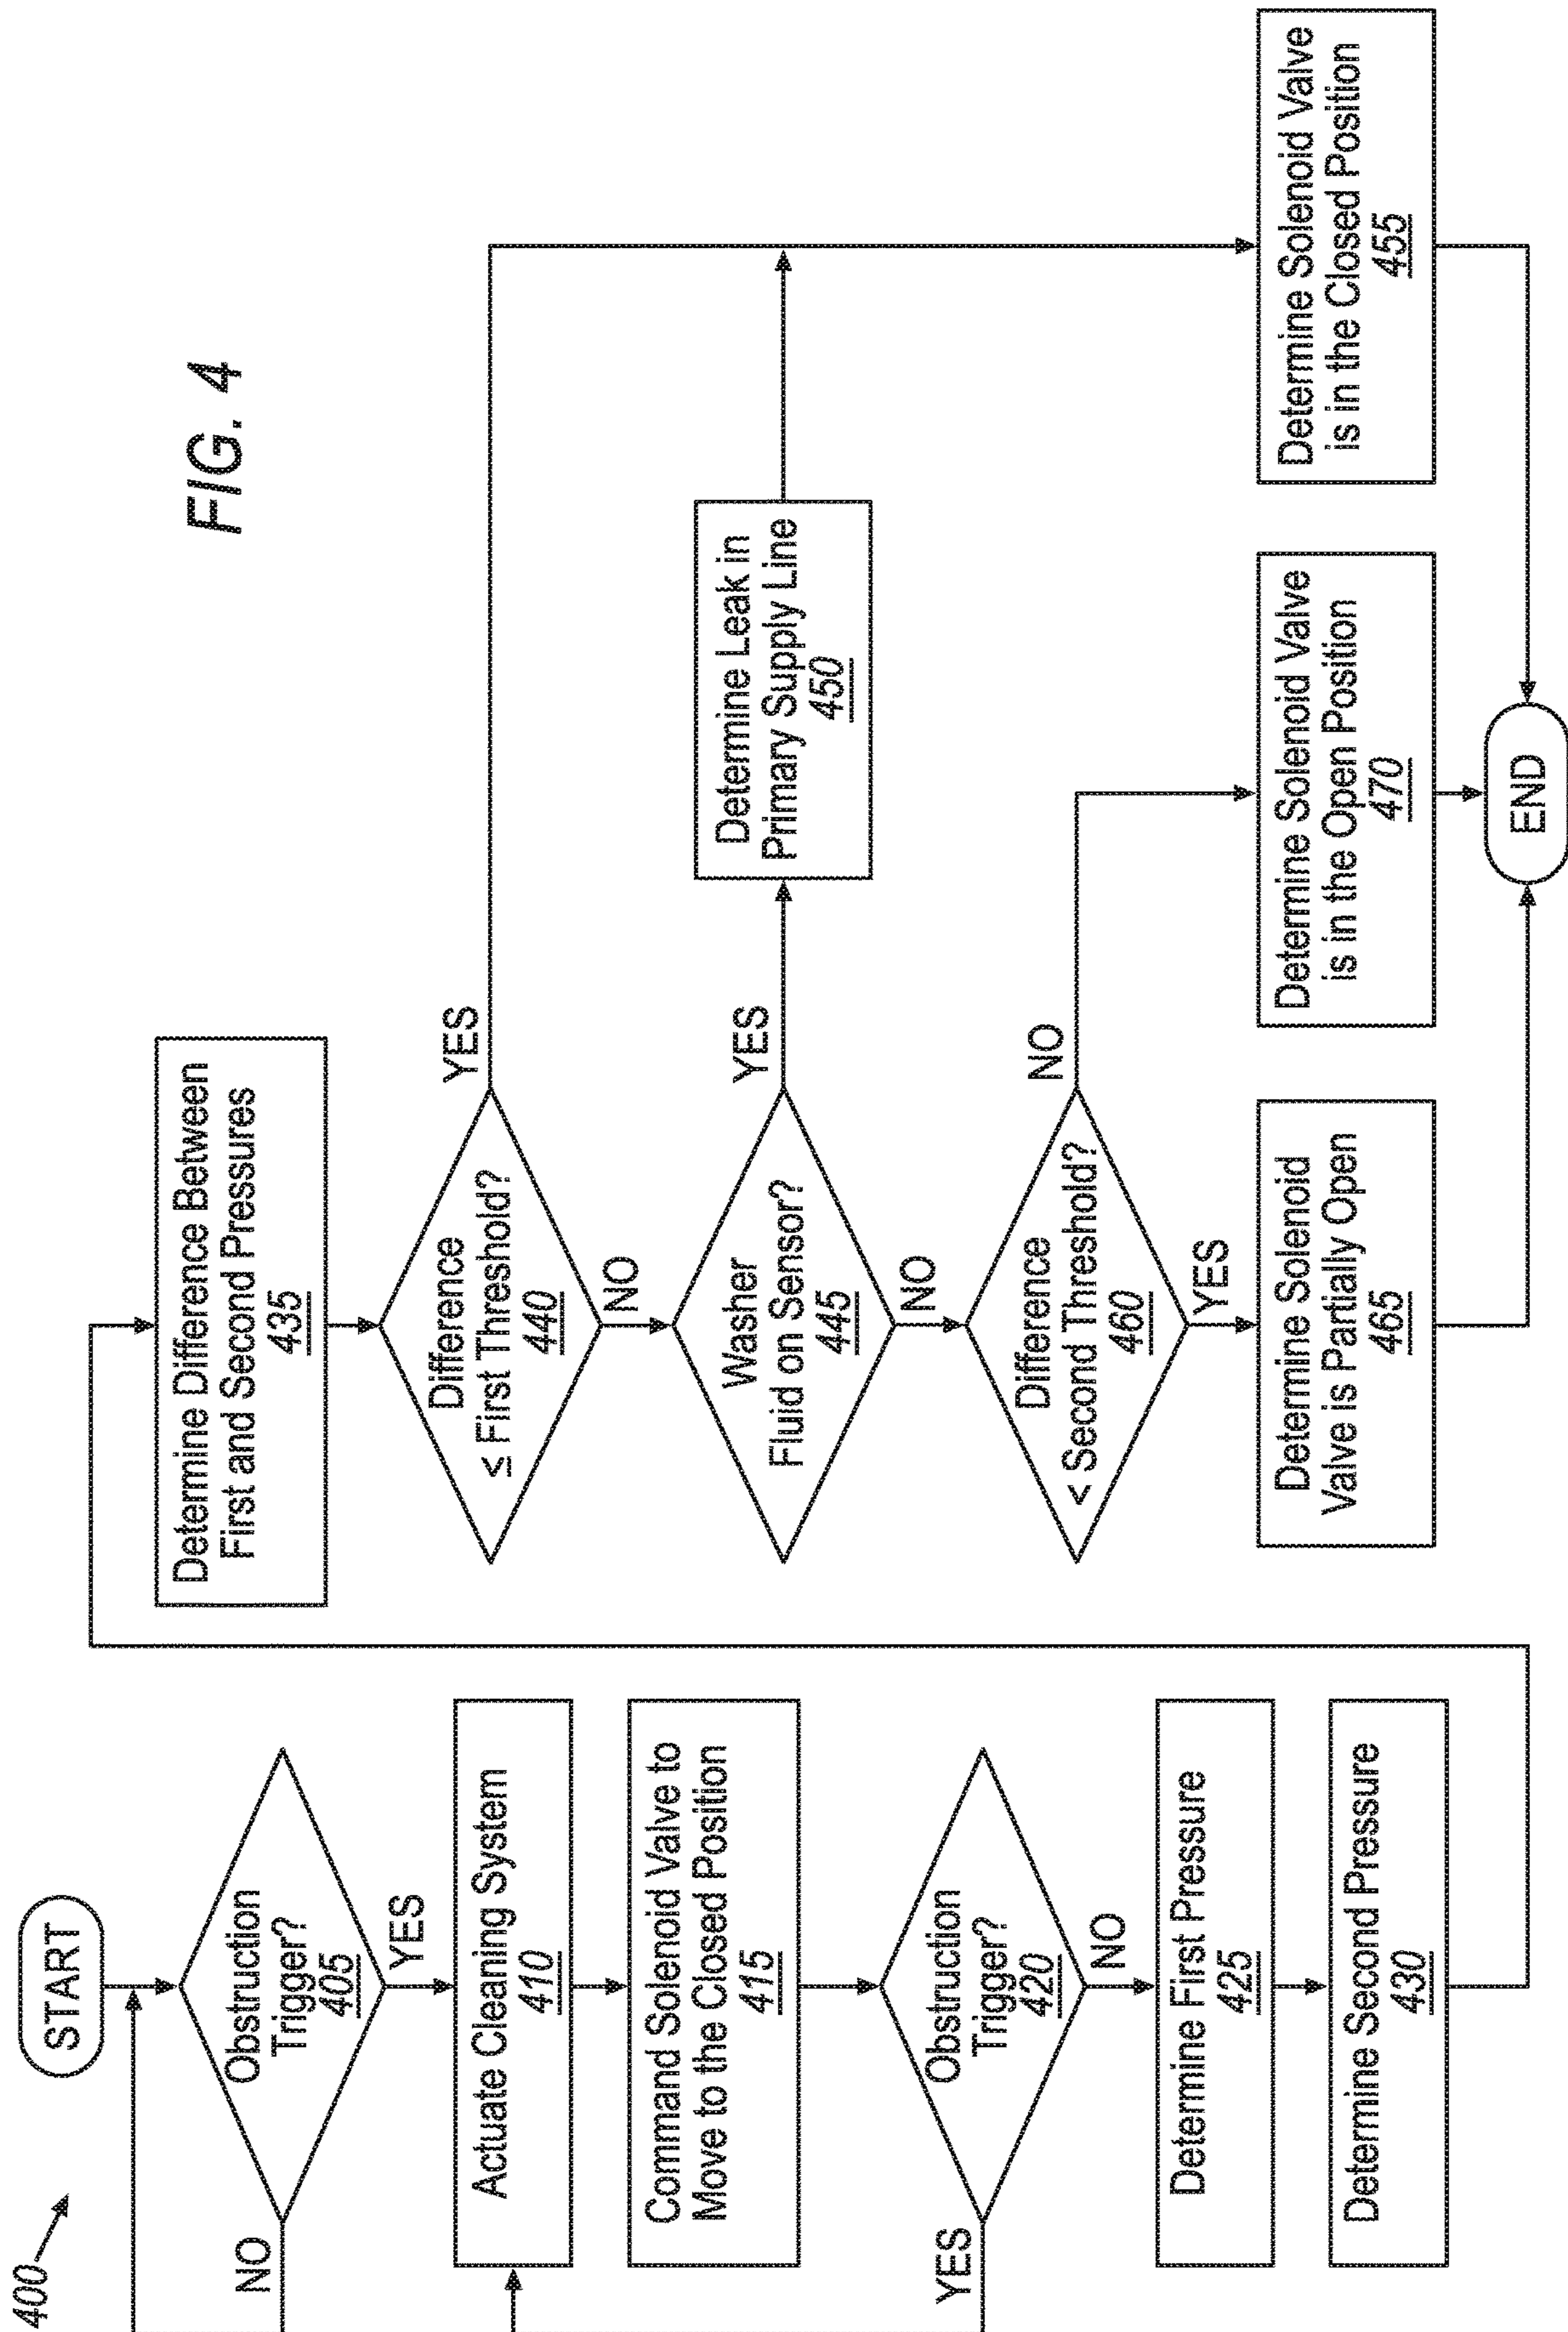 400
FIG. 4
START
Obstruction
Trigger?
405
NO
YES
Actuate Cleaning System
410
Command Solenoid Valve to
Move to the Closed Position
415
Obstruction
Trigger?
420
YES
NO
Determine First Pressure
425
Determine Second Pressure
430
Determine Difference Between
First and Second Pressures
435
Difference
≤ First Threshold?
440
YES
NO
Washer
Fluid on Sensor?
445
YES
NO
Determine Leak in
Primary Supply Line
450
Difference
< Second Threshold?
460
NO
YES
Determine Solenoid
Valve is Partially Open
465
Determine Solenoid Valve
is in the Open Position
470
Determine Solenoid Valve
is in the Closed Position
455
END